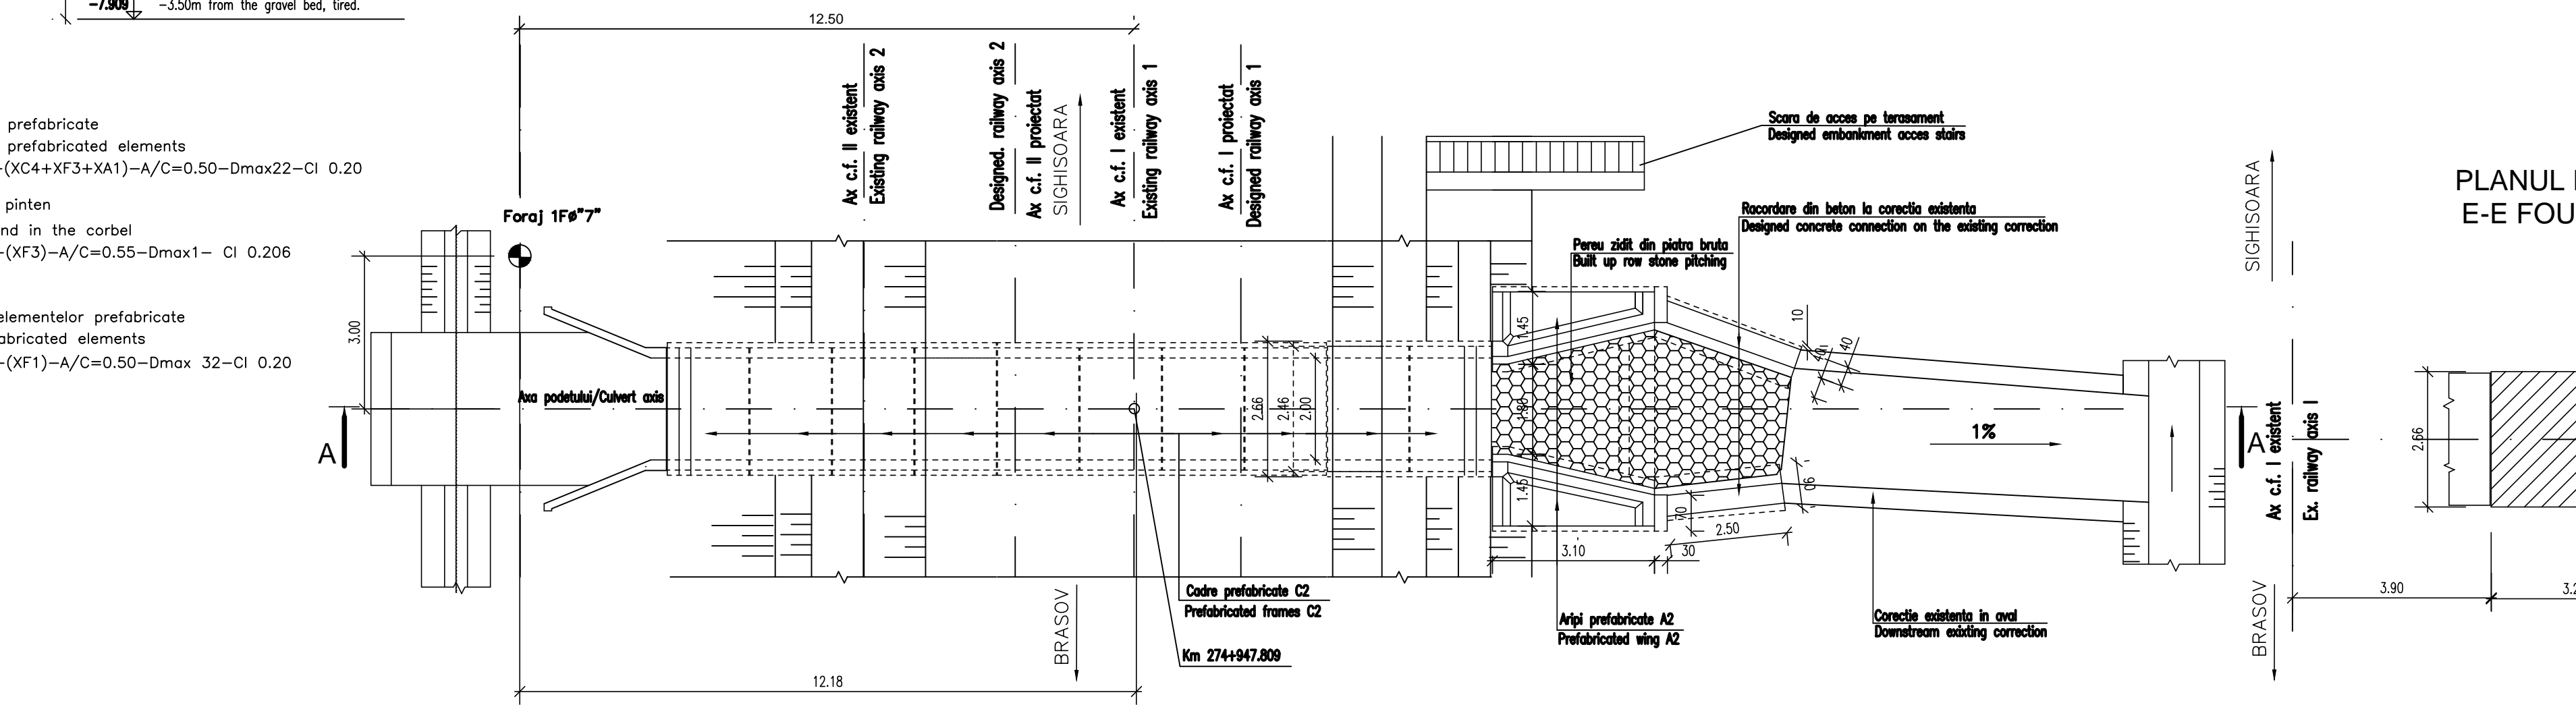 -7.909
-3.50m from the gravel bed, tired.
prefabricate
prefabricated elements
-(XC4+XF3+XA1)-A/C=0.50-Dmax22-Cl 0.20
pinten
nd in the corbel
-(XF3)-A/C=0.55-Dmax1- Cl 0.206
elementelor prefabricate
abricated elements
-(XF1)-A/C=0.50-Dmax 32-Cl 0.20
12.50
Foraj 1Fø"7"
3.00
A
Axa podetului/Culvert axis
Ax c.f. II existent
Existing railway axis 2
Designed. railway axis 2
Ax c.f. II proiectat
SIGHISOARA
Ax c.f. I existent
Existing railway axis 1
Ax c.f. I proiectat
Designed railway axis 1
2.66
2.46
2.00
Scara de acces pe terasament
Designed embankment acces stairs
Racordare din beton la corectia existenta
Designed concrete connection on the existing correction
Pereu zidit din piatra bruta
Built up row stone pitching
1.45
1.80
1.45
10
40
40
90
70
2.50
3.10
30
1%
Cadre prefabricate C2
Prefabricated frames C2
Km 274+947.809
BRASOV
12.18
Aripi prefabricate A2
Prefabricated wing A2
Corectie existenta in aval
Downstream exixting correction
A
SIGHISOARA
Ax c.f. I existent
Ex. railway axis I
BRASOV
PLANUL
E-E FOU
2.66
3.90
3.2